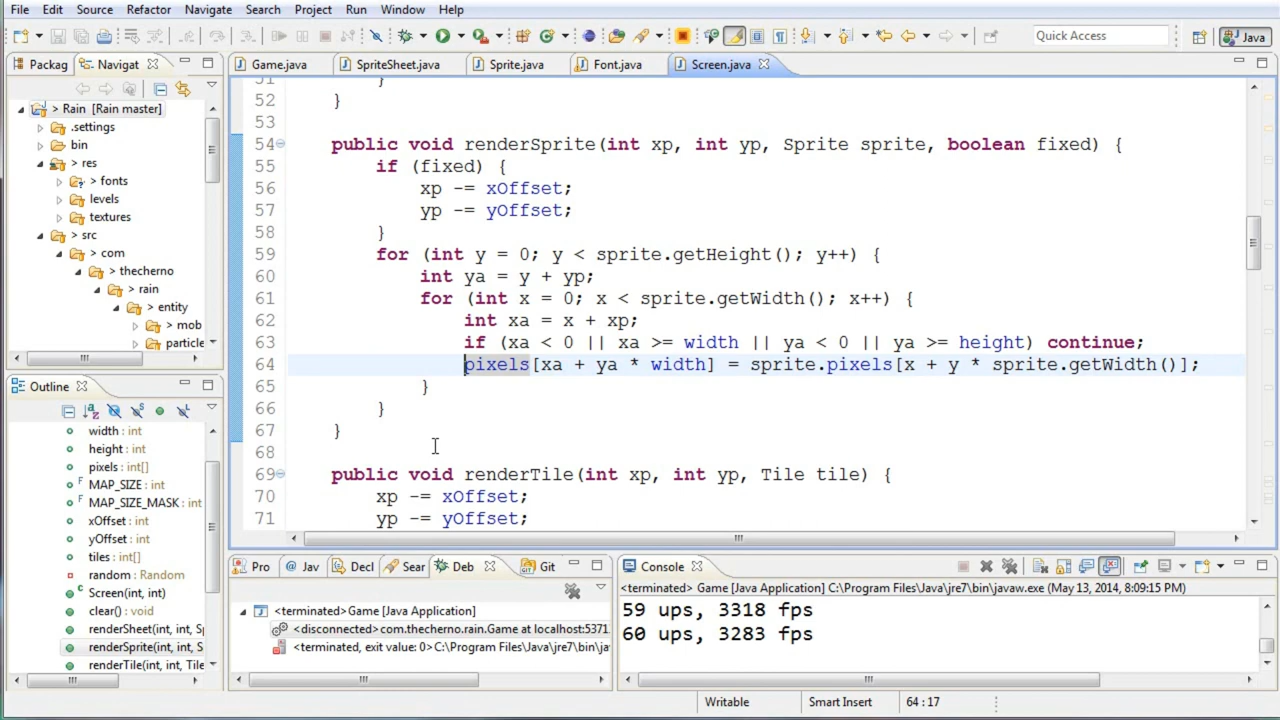 File Edit Source Refactor Navigate Search Project Run Window Help
Quick Access
Java
Packag
Navigat
Game.java
SpriteSheet.java
Sprite.java
Font.java
Screen.java
> Rain [Rain master]
.settings
bin
> res
> fonts
levels
textures
> src
> com
> thecherno
> rain
> entity
> mob
particle
51 }
52 }
53
54 public void renderSprite(int xp, int yp, Sprite sprite, boolean fixed) {
55 if (fixed) {
56 xp -= xOffset;
57 yp -= yOffset;
58 }
59 for (int y = 0; y < sprite.getHeight(); y++) {
60 int ya = y + yp;
61 for (int x = 0; x < sprite.getWidth(); x++) {
62 int xa = x + xp;
63 if (xa < 0 || xa >= width || ya < 0 || ya >= height) continue;
64 pixels[xa + ya * width] = sprite.pixels[x + y * sprite.getWidth()];
65 }
66 }
67 }
68
69 public void renderTile(int xp, int yp, Tile tile) {
70 xp -= xOffset;
71 yp -= yOffset;
Outline
width : int
height : int
pixels : int[]
MAP_SIZE : int
MAP_SIZE_MASK : int
xOffset : int
yOffset : int
tiles : int[]
random : Random
Screen(int, int)
clear() : void
renderSheet(int, int, Sp
renderSprite(int, int, S
renderTile(int, int, Tile
Pro
Jav
Decl
Sear
Deb
Git
<terminated>Game [Java Application]
<disconnected>com.thecherno.rain.Game at localhost:5371
<terminated, exit value: 0>C:\Program Files\Java\jre7\bin\java
Console
<terminated> Game [Java Application] C:\Program Files\Java\jre7\bin\javaw.exe (May 13, 2014, 8:09:15 PM)
59 ups, 3318 fps
60 ups, 3283 fps
Writable
Smart Insert
64 : 17